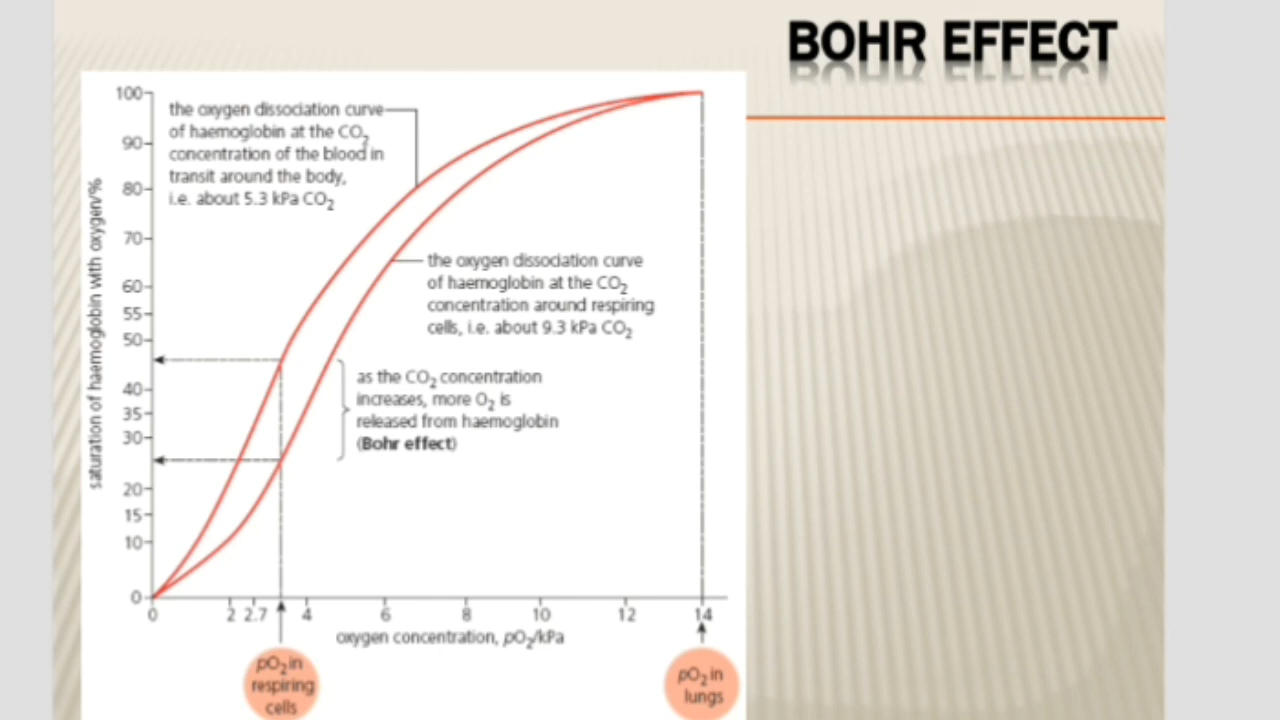 BOHR EFFECT
the oxygen dissociation curve
of haemoglobin at the CO₂
concentration of the blood in
transit around the body,
i.e. about 5.3 kPa CO₂
the oxygen dissociation curve
of haemoglobin at the CO₂
concentration around respiring
cells, i.e. about 9.3 kPa CO₂
as the CO₂ concentration
increases, more O₂ is
released from haemoglobin
(Bohr effect)
saturation of haemoglobin with oxygen/%
100
90
80
70
60
55
50
40
35
30
20
15
10
0
0 2 2.7 4 6 8 10 12 14
oxygen concentration, pO₂/kPa
pO₂ in
respiring
cells
pO₂ in
lungs